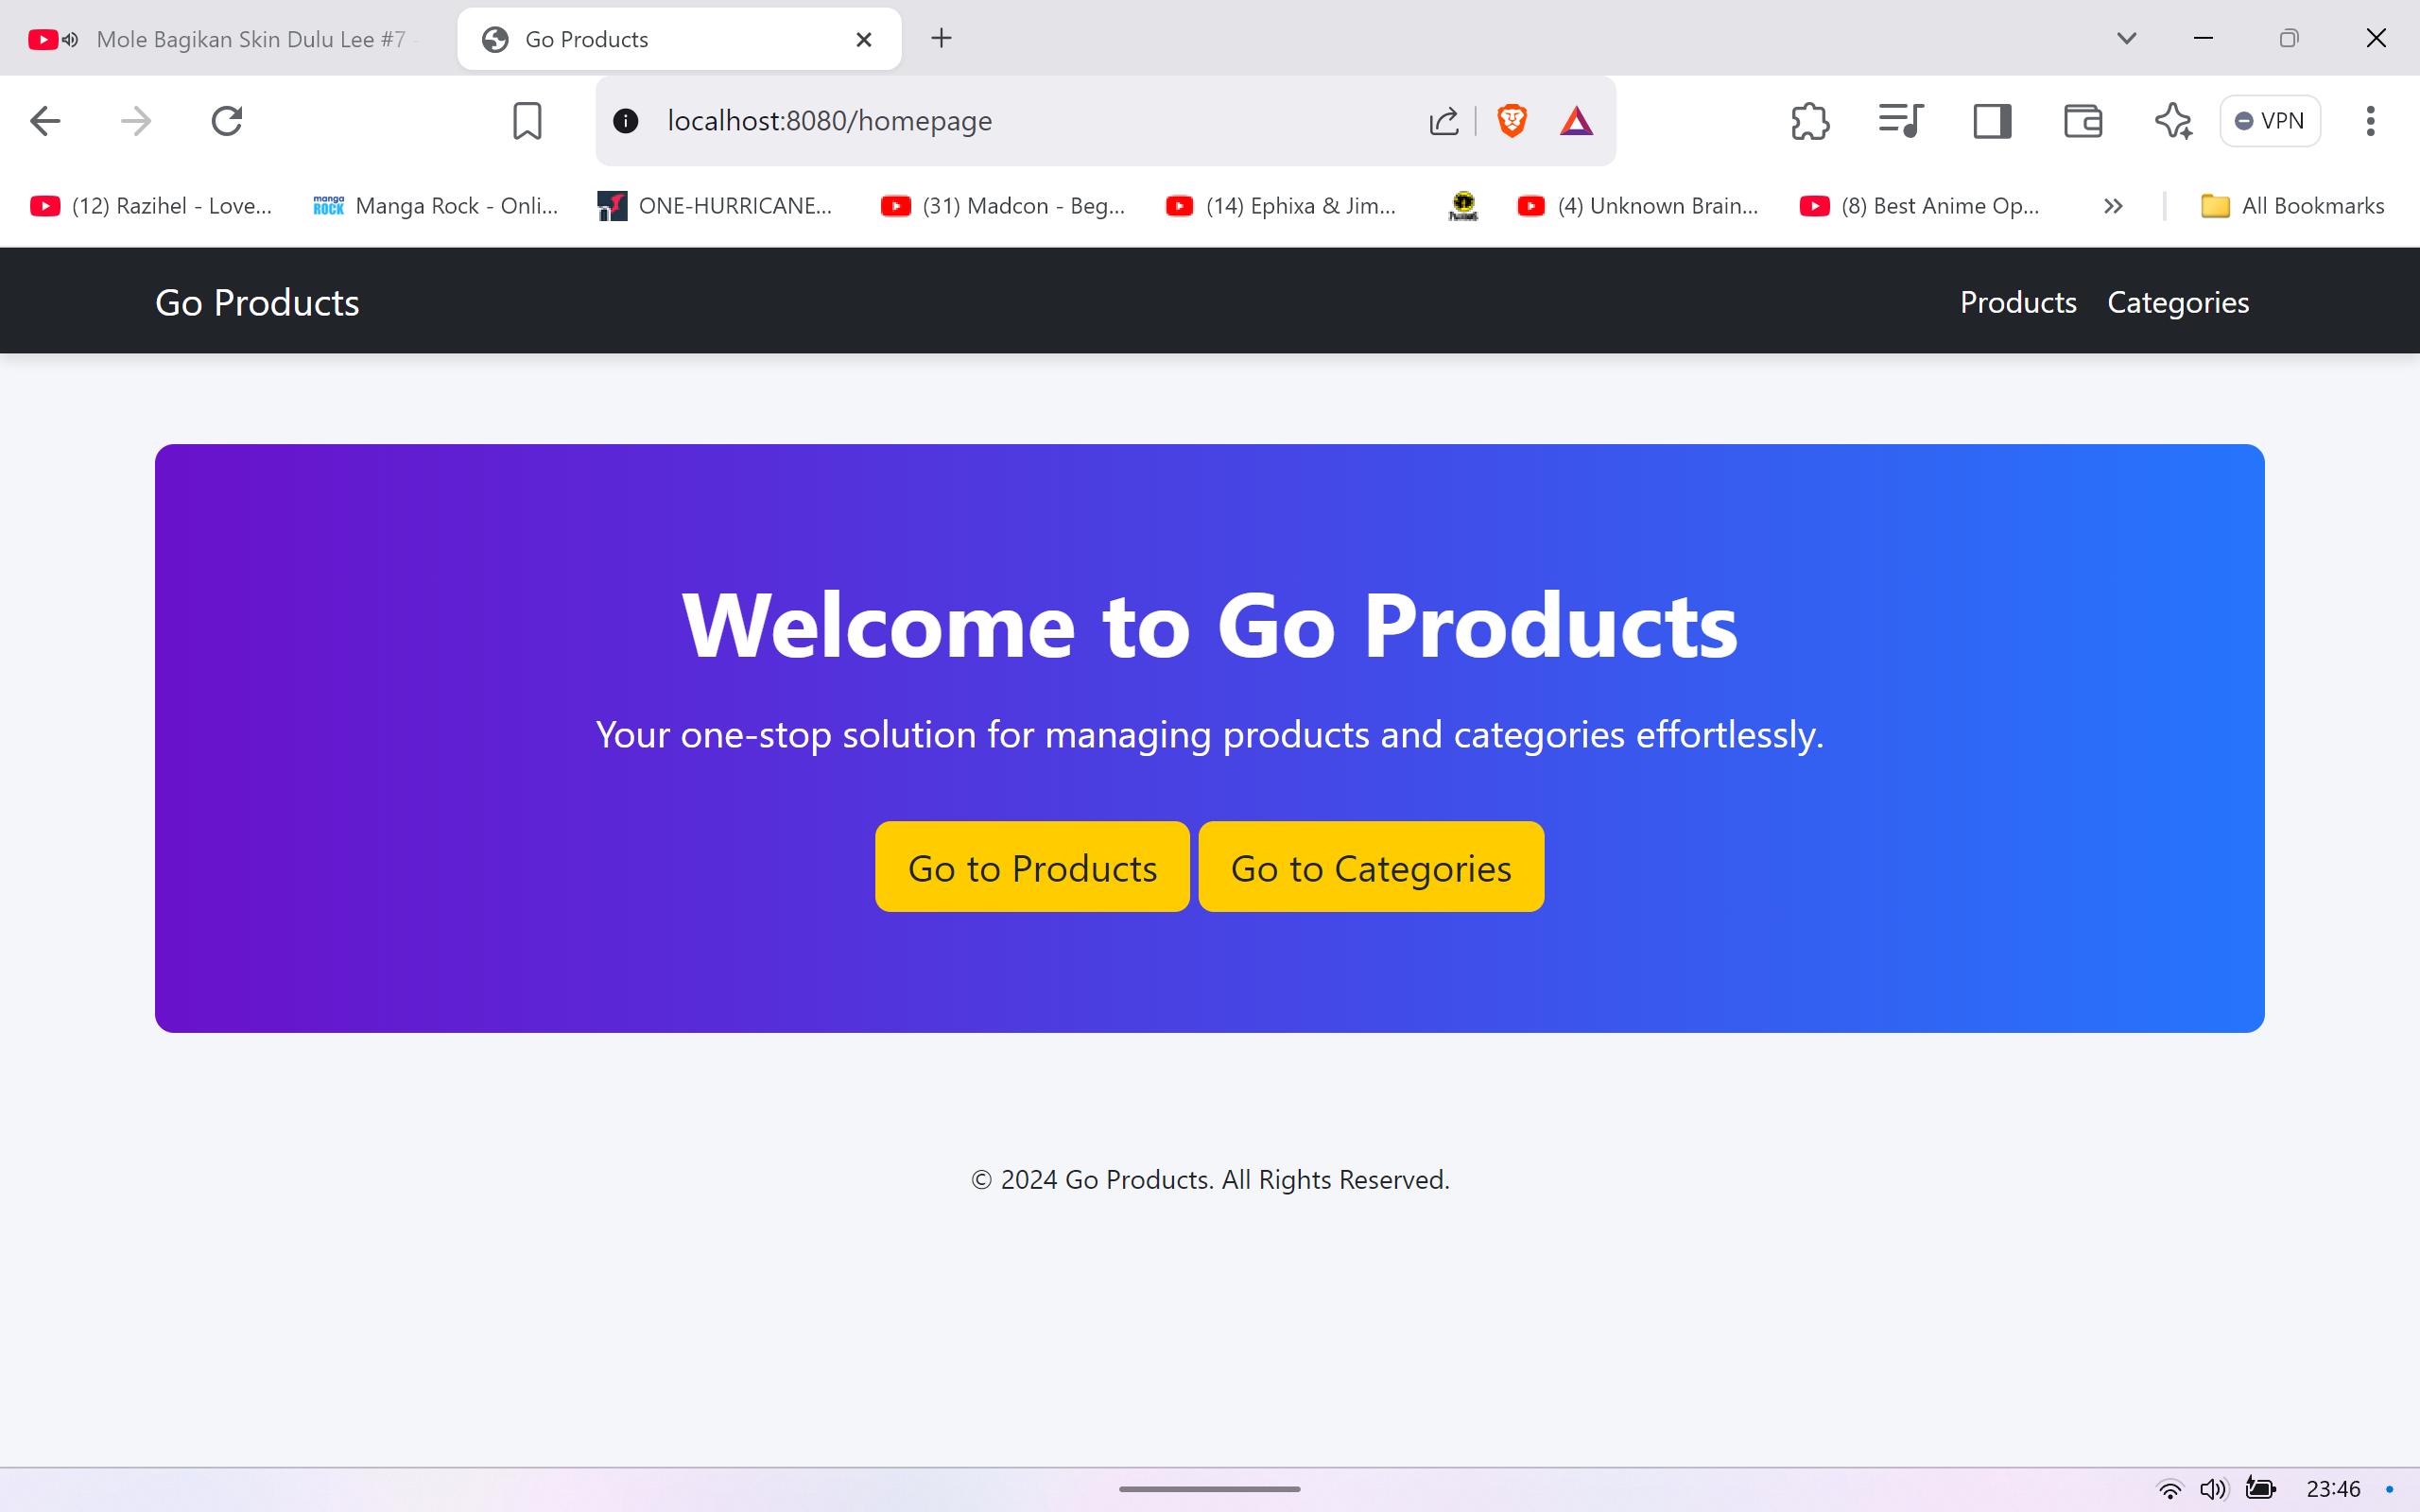 Mole Bagikan Skin Dulu Lee #7
Go Products
localhost:8080/homepage
VPN
(12) Razihel - Love...
manga ROCK
Manga Rock - Onli...
ONE-HURRICANE...
(31) Madcon - Beg...
(14) Ephixa & Jim...
(4) Unknown Brain...
(8) Best Anime Op...
All Bookmarks
Go Products
Products
Categories
Welcome to Go Products
Your one-stop solution for managing products and categories effortlessly.
Go to Products
Go to Categories
© 2024 Go Products. All Rights Reserved.
23:46